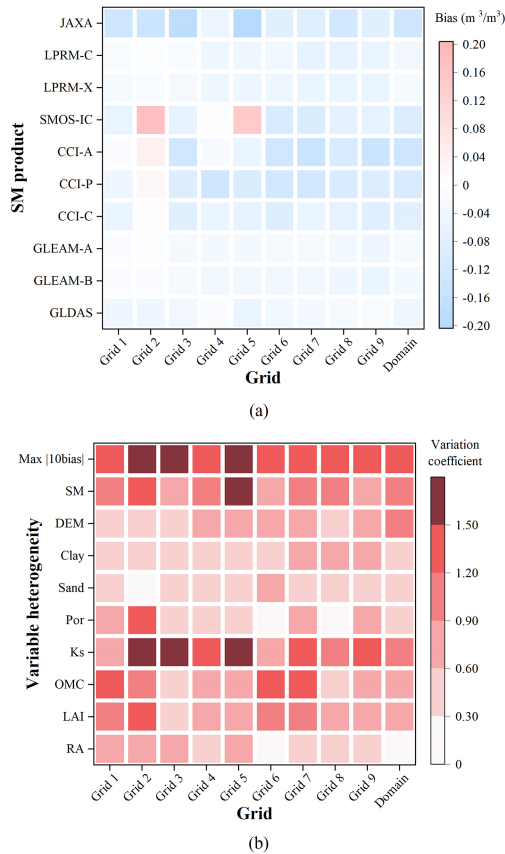 Bias (m³/m³)
JAXA
LPRM-C
LPRM-X
SMOS-IC
CCI-A
CCI-P
CCI-C
GLEAM-A
GLEAM-B
GLDAS
SM product
0.20
0.16
0.12
0.08
0.04
0
-0.04
-0.08
-0.12
-0.16
-0.20
Grid 1 Grid 2 Grid 3 Grid 4 Grid 5 Grid 6 Grid 7 Grid 8 Grid 9 Domain
Grid
(a)
Variation
coefficient
Max |10bias|
SM
DEM
Clay
Sand
Por
Ks
OMC
LAI
RA
Variable heterogeneity
1.50
1.20
0.90
0.60
0.30
0
Grid 1 Grid 2 Grid 3 Grid 4 Grid 5 Grid 6 Grid 7 Grid 8 Grid 9 Domain
Grid
(b)